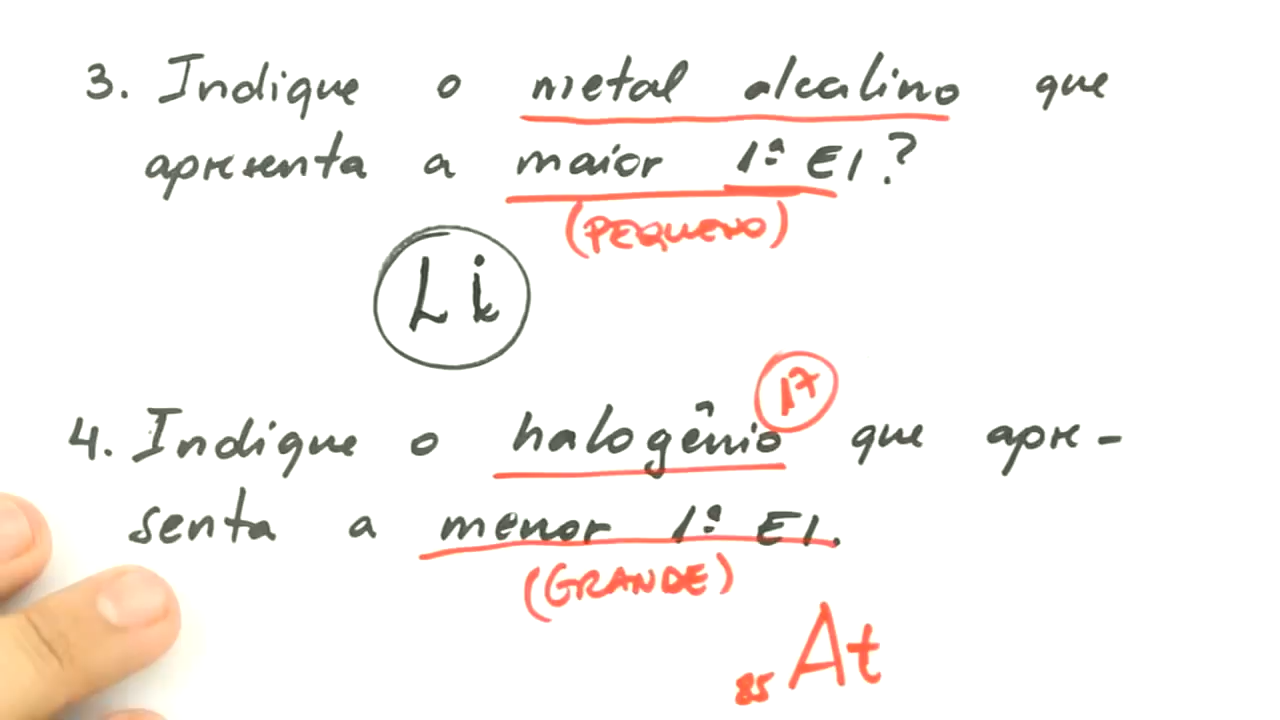 3. Indique o metal alcalino que
apresenta a maior 1ª EI?
(PEQUENO)
Li
17
4. Indique o halogênio que apre-
senta a menor 1ª EI.
(GRANDE)
85 At